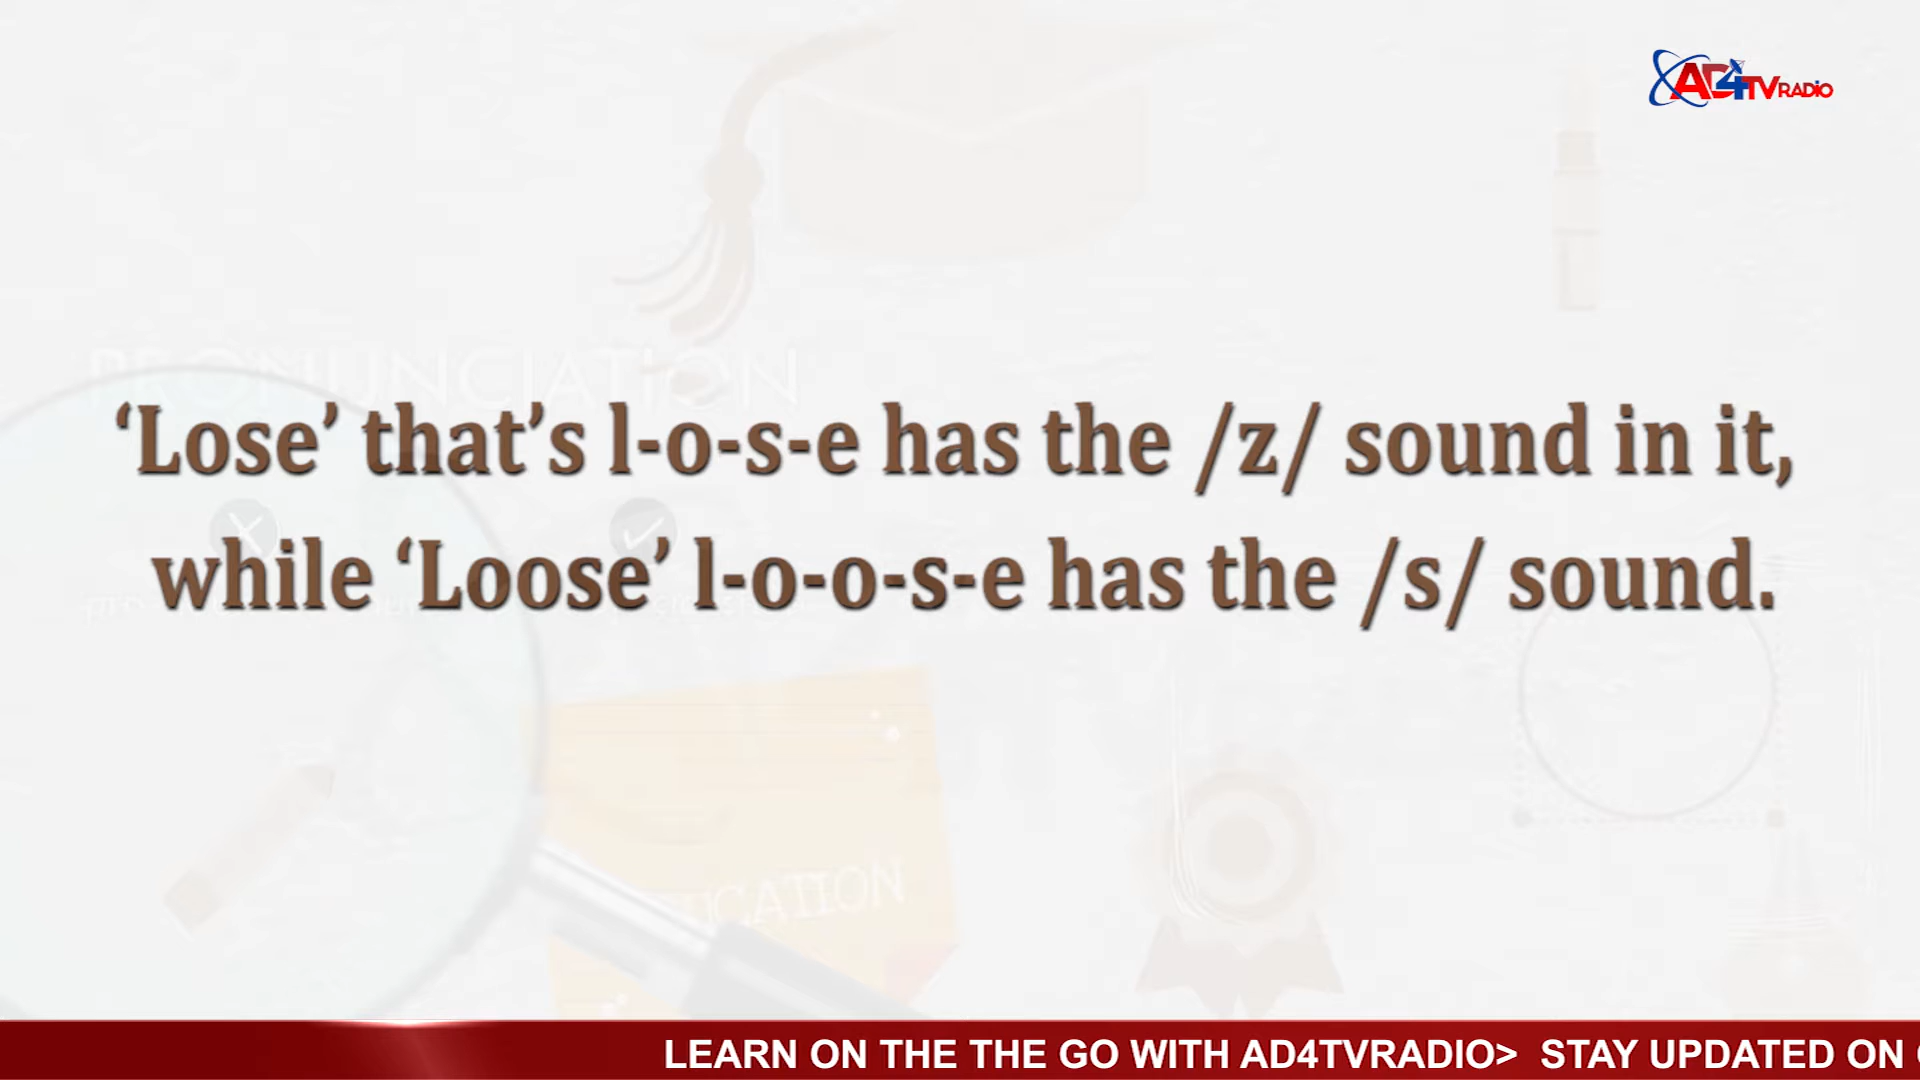 AD4TVRADIO
PRONUNCIATION
‘Lose’ that’s l-o-s-e has the /z/ sound in it,
while ‘Loose’ l-o-o-s-e has the /s/ sound.
LEARN ON THE THE GO WITH AD4TVRADIO> STAY UPDATED ON